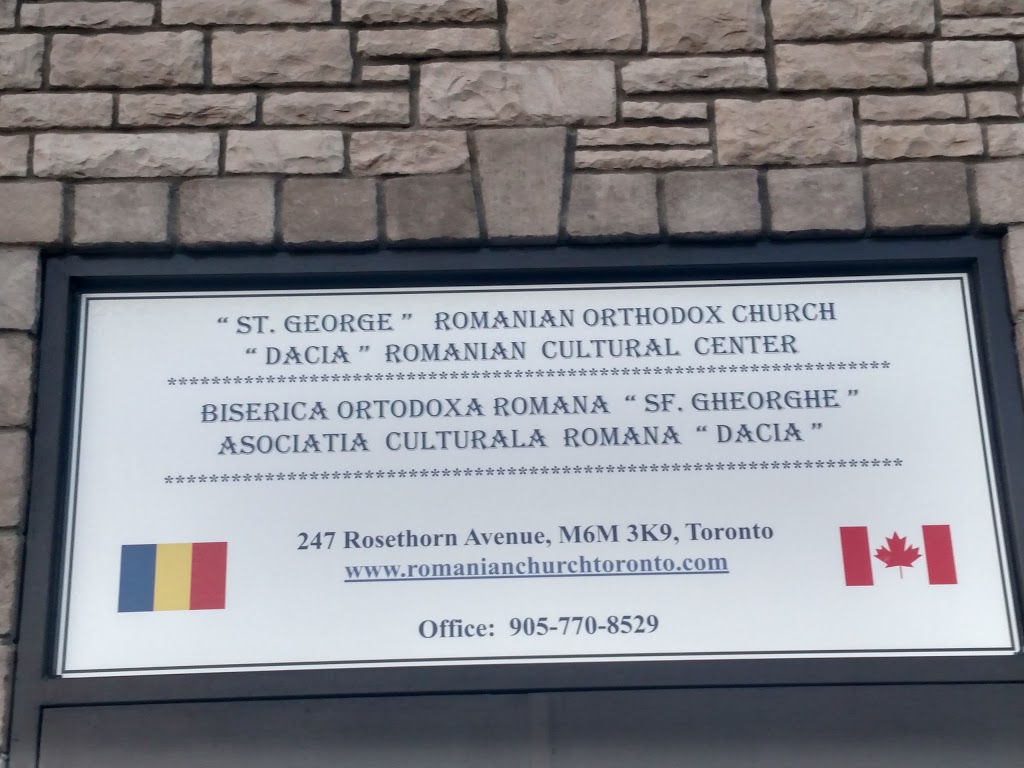 “ ST. GEORGE ” ROMANIAN ORTHODOX CHURCH
“ DACIA ” ROMANIAN CULTURAL CENTER
******************************************************************
BISERICA ORTODOXA ROMANA “ SF. GHEORGHE ”
ASOCIATIA CULTURALA ROMANA “ DACIA ”
******************************************************************
247 Rosethorn Avenue, M6M 3K9, Toronto
www.romanianchurchtoronto.com
Office: 905-770-8529